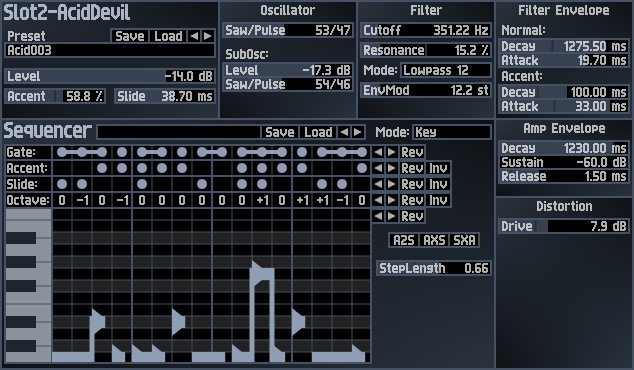 Slot2-AcidDevil
Preset Save Load
Acid003
Level -14.0 dB
Accent 58.8 % Slide 38.70 ms
Oscillator
Saw/Pulse 53/47
SubOsc:
Level -17.3 dB
Saw/Pulse 54/46
Filter
Cutoff 351.22 Hz
Resonance 15.2 %
Mode: Lowpass 12
EnvMod 12.2 st
Filter Envelope
Normal:
Decay 1275.50 ms
Attack 19.70 ms
Accent:
Decay 100.00 ms
Attack 33.00 ms
Amp Envelope
Decay 1230.00 ms
Sustain -60.0 dB
Release 1.50 ms
Distortion
Drive 7.9 dB
Sequencer Save Load Mode: Key
Gate: Rev
Accent: Rev Inv
Slide: Rev Inv
Octave: 0 -1 0 -1 0 0 0 0 0 0 +1 0 +1 +1 -1 0 Rev Inv
Rev
A2S AXS SXA
StepLength 0.66